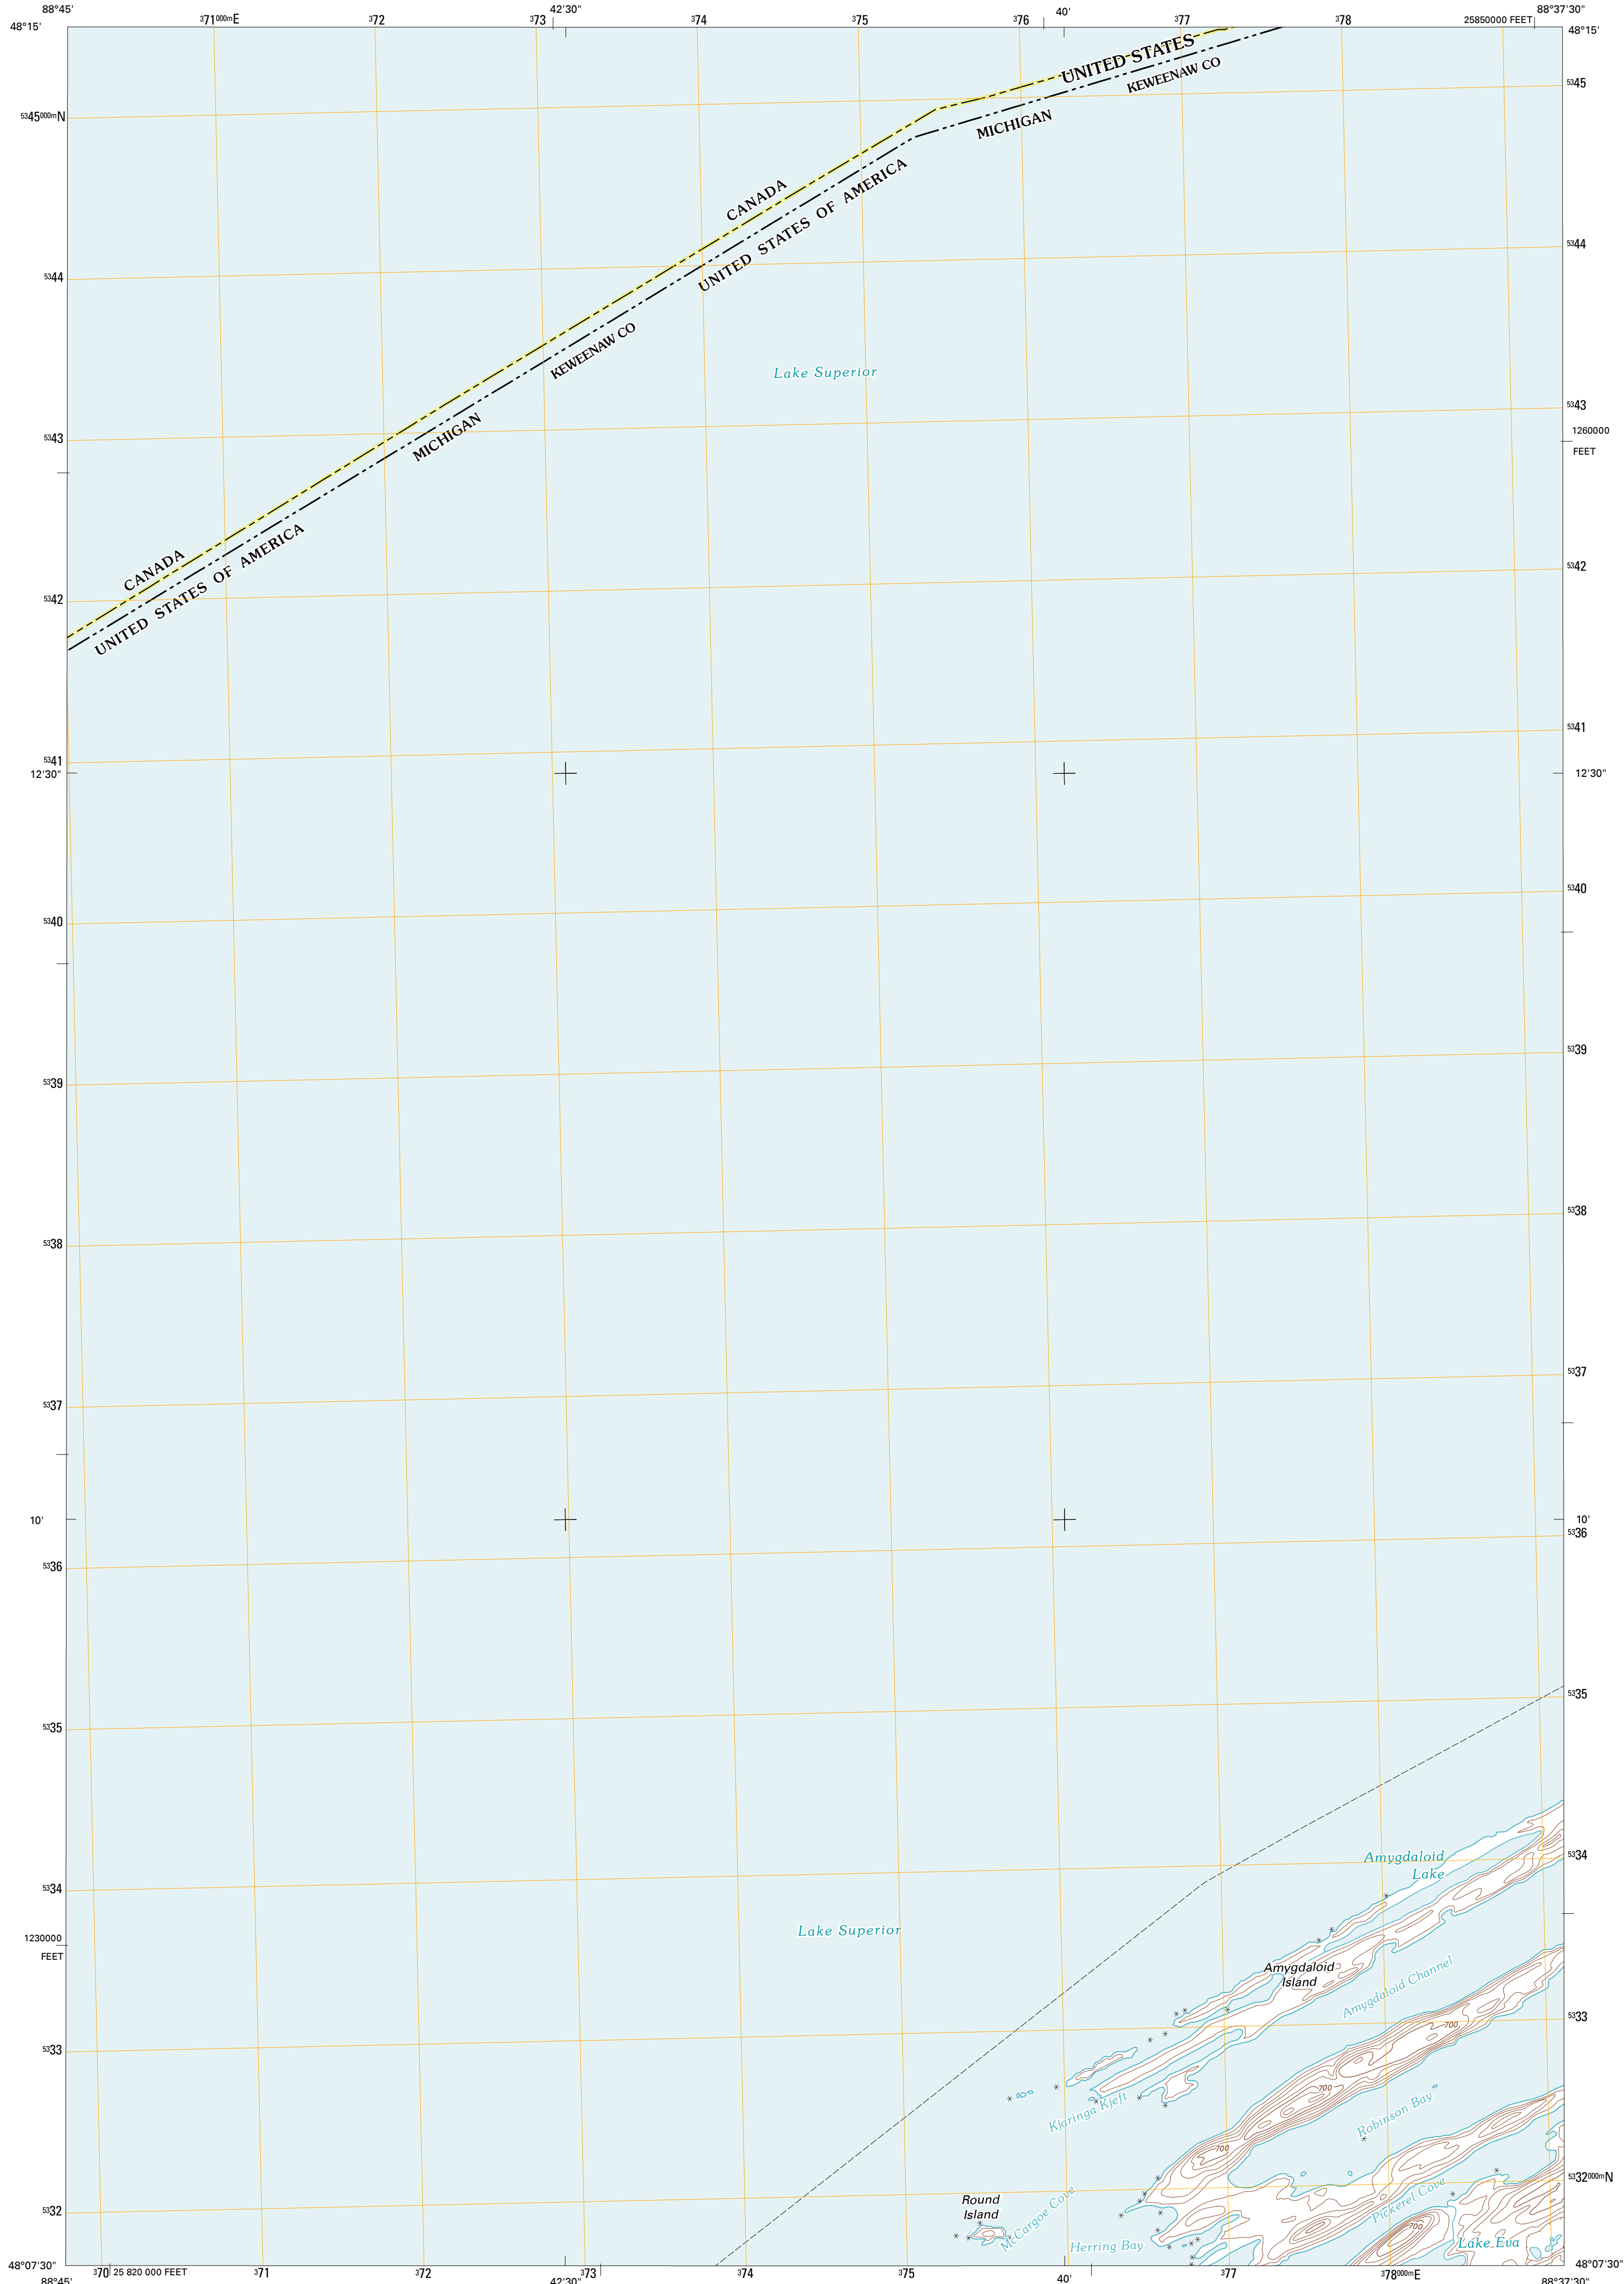 88°45' 42'30" 40' 88°37'30"
48°15' 371000mE 372 373 374 375 376 377 378 25850000 FEET 48°15'
UNITED STATES
KEWEENAW CO
5345
5345000mN
MICHIGAN
CANADA
UNITED STATES OF AMERICA
5344
5344
KEWEENAW CO
Lake Superior
5343
MICHIGAN
1260000
FEET
5343
CANADA
UNITED STATES OF AMERICA
5342
5342
5341
5341
12'30" 12'30"
5340
5340
5339
5339
5338
5338
5337
5337
10' 10'
5336
5336
5335
5335
Amygdaloid
Lake
5334
5334
Lake Superior
1230000
FEET
Amygdaloid
Island
Amygdaloid Channel
5333
700
5333
700
Kjaringa Kjeft
Robinson Bay
700
5332000mN
Pickerel Cove
Round
Island
McCargoe Cove
5332
700
Herring Bay
Lake Eva
48°07'30" 48°07'30"
370 25 820 000 FEET 371 372 373 374 375 40' 377 378000mE
88°45' 42'30" 88°37'30"